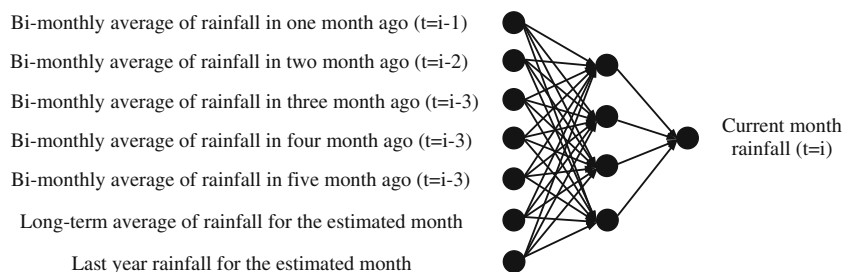 Bi-monthly average of rainfall in one month ago (t=i-1)
Bi-monthly average of rainfall in two month ago (t=i-2)
Bi-monthly average of rainfall in three month ago (t=i-3)
Bi-monthly average of rainfall in four month ago (t=i-3)
Bi-monthly average of rainfall in five month ago (t=i-3)
Long-term average of rainfall for the estimated month
Last year rainfall for the estimated month
Current month
rainfall (t=i)